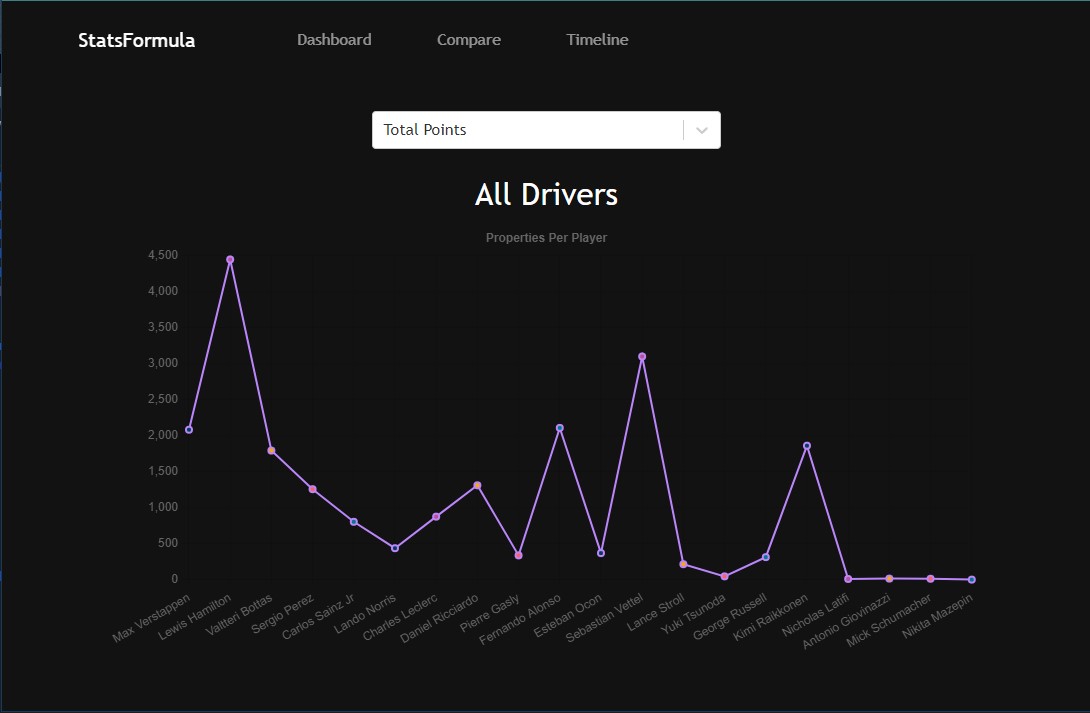 StatsFormula Dashboard Compare Timeline
Total Points
All Drivers
Properties Per Player
4,500
4,000
3,500
3,000
2,500
2,000
1,500
1,000
500
0
Max Verstappen
Lewis Hamilton
Valtteri Bottas
Sergio Perez
Carlos Sainz Jr
Lando Norris
Charles Leclerc
Daniel Ricciardo
Pierre Gasly
Fernando Alonso
Esteban Ocon
Sebastian Vettel
Lance Stroll
Yuki Tsunoda
George Russell
Kimi Raikkonen
Nicholas Latifi
Antonio Giovinazzi
Mick Schumacher
Nikita Mazepin